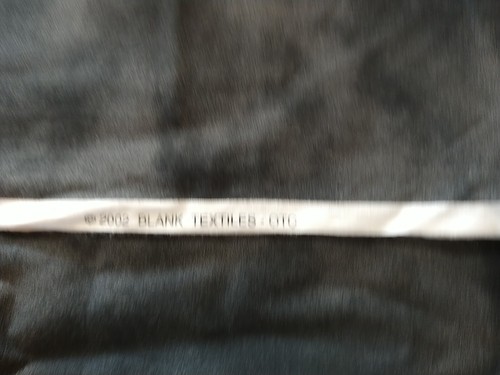 © 2002 BLANK TEXTILES - OTC